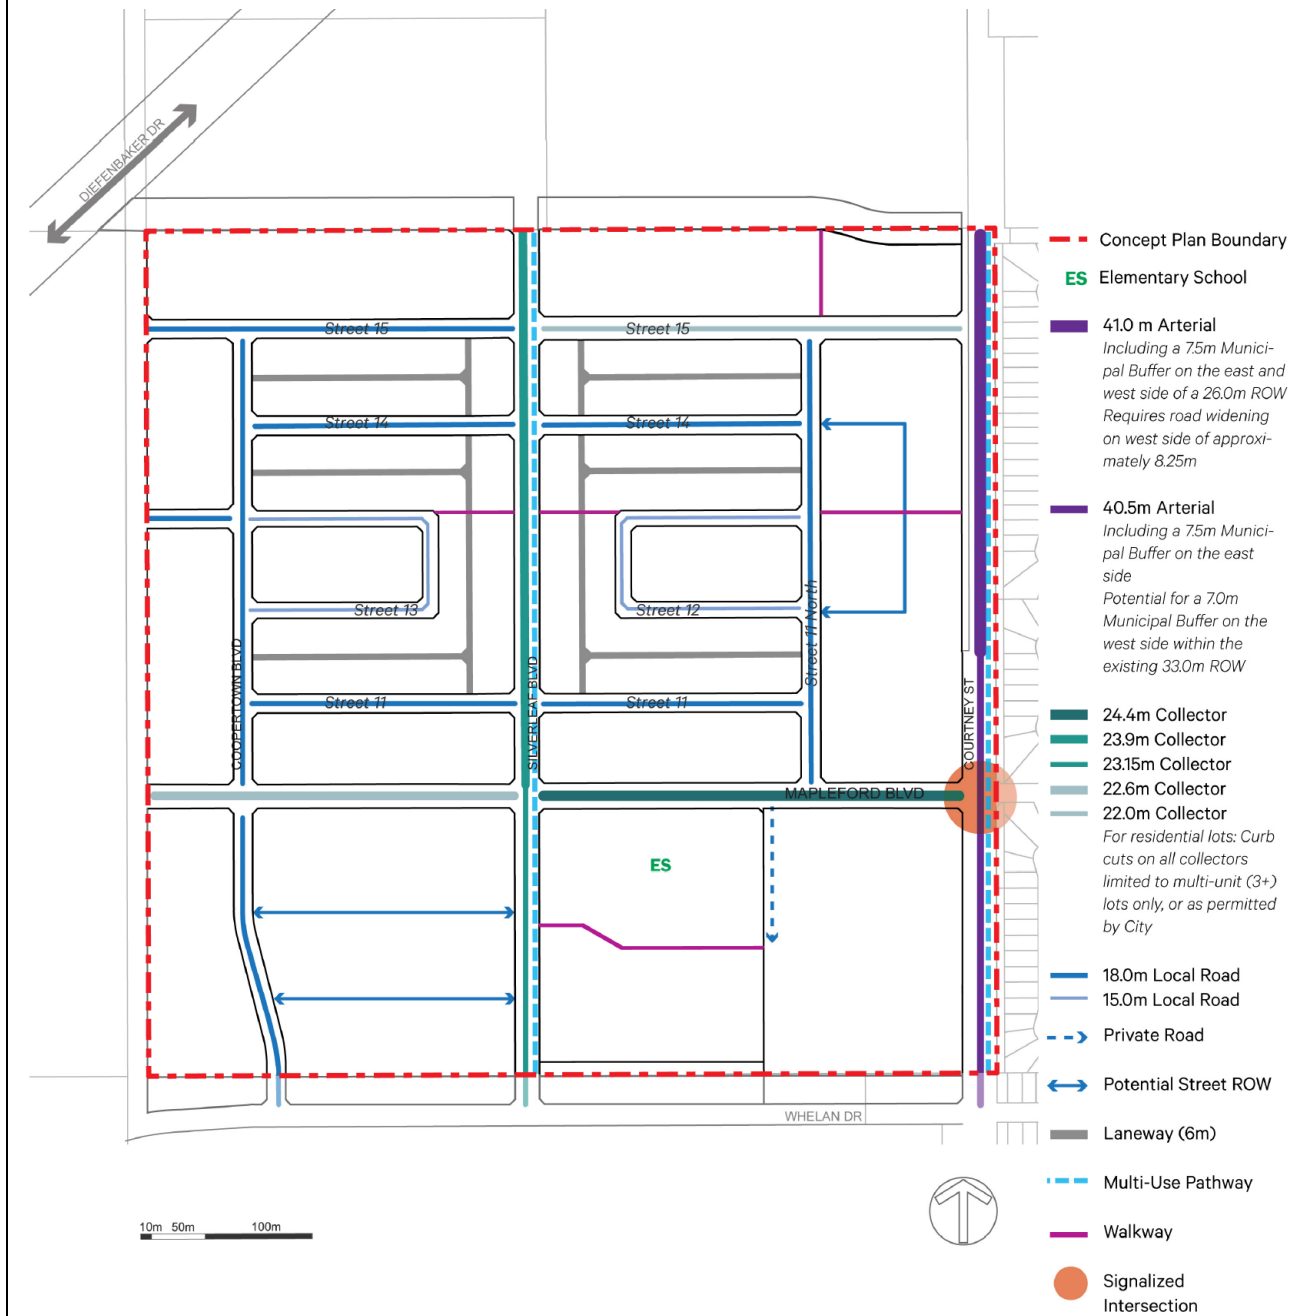 DIEFENBAKER DR
Street 15
Street 15
Street 14
Street 14
Street 13
Street 12
Street 11 North
Street 11
Street 11
COOPERTOWN BLVD
SILVERLEAF BLVD
COURTNEY ST
MAPLEFORD BLVD
ES
WHELAN DR
10m 50m 100m
Concept Plan Boundary
ES Elementary School
41.0 m Arterial
Including a 7.5m Munici-
pal Buffer on the east and
west side of a 26.0m ROW
Requires road widening
on west side of approxi-
mately 8.25m
40.5m Arterial
Including a 7.5m Munici-
pal Buffer on the east
side
Potential for a 7.0m
Municipal Buffer on the
west side within the
existing 33.0m ROW
24.4m Collector
23.9m Collector
23.15m Collector
22.6m Collector
22.0m Collector
For residential lots: Curb
cuts on all collectors
limited to multi-unit (3+)
lots only, or as permitted
by City
18.0m Local Road
15.0m Local Road
Private Road
Potential Street ROW
Laneway (6m)
Multi-Use Pathway
Walkway
Signalized
Intersection